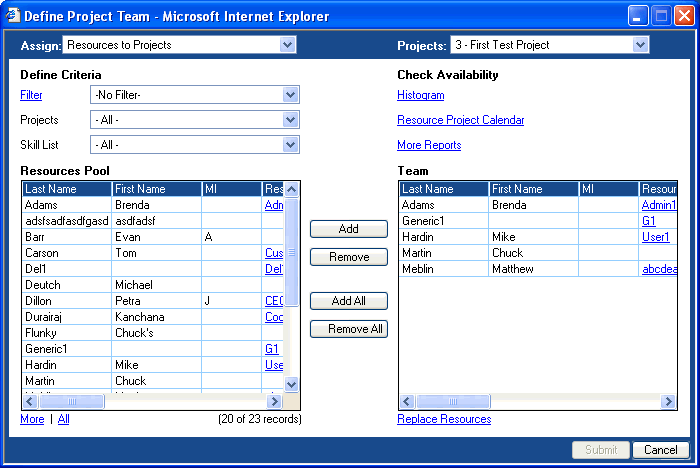 Define Project Team - Microsoft Internet Explorer
Assign: Resources to Projects Projects: 3 - First Test Project
Define Criteria Check Availability
Filter -No Filter- Histogram
Projects - All - Resource Project Calendar
Skill List - All - More Reports
Resources Pool Team
Last Name First Name MI Res Last Name First Name MI Resour
Adams Brenda Adm Adams Brenda Admin1
adsfsadfasdfgasd asdfadsf Generic1 G1
Barr Evan A Hardin Mike User1
Carson Tom Cus Martin Chuck
Del1 Del1 Meblin Matthew abcdea
Deutch Michael
Dillon Petra J CEO
Durairaj Kanchana Coo
Flunky Chuck's
Generic1 G1
Hardin Mike Use
Martin Chuck
Add
Remove
Add All
Remove All
More | All (20 of 23 records) Replace Resources
Submit Cancel